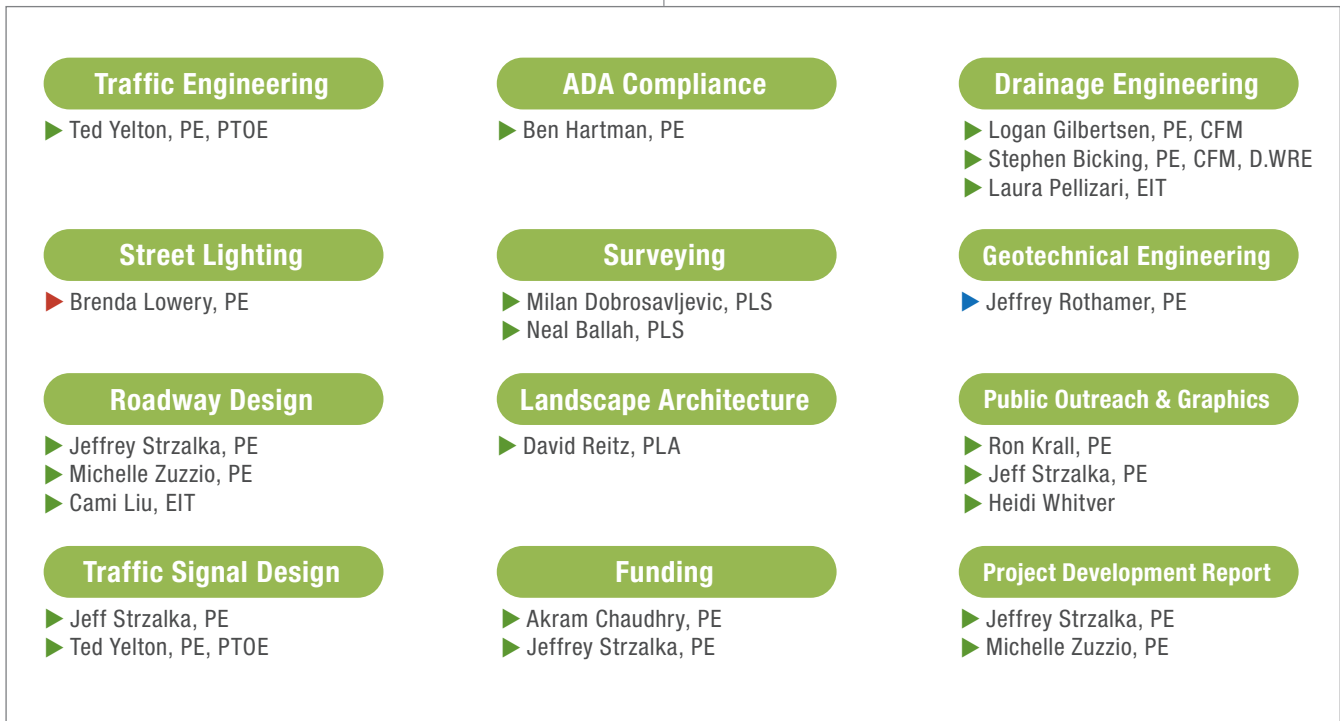 Traffic Engineering
Ted Yelton, PE, PTOE
ADA Compliance
Ben Hartman, PE
Drainage Engineering
Logan Gilbertsen, PE, CFM
Stephen Bicking, PE, CFM, D.WRE
Laura Pellizari, EIT
Street Lighting
Brenda Lowery, PE
Surveying
Milan Dobrosavljevic, PLS
Neal Ballah, PLS
Geotechnical Engineering
Jeffrey Rothamer, PE
Roadway Design
Jeffrey Strzalka, PE
Michelle Zuzzio, PE
Cami Liu, EIT
Landscape Architecture
David Reitz, PLA
Public Outreach & Graphics
Ron Krall, PE
Jeff Strzalka, PE
Heidi Whitver
Traffic Signal Design
Jeff Strzalka, PE
Ted Yelton, PE, PTOE
Funding
Akram Chaudhry, PE
Jeffrey Strzalka, PE
Project Development Report
Jeffrey Strzalka, PE
Michelle Zuzzio, PE